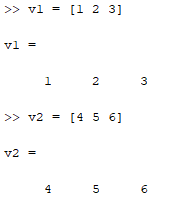 >> v1 = [1 2 3]
v1 =
1 2 3
>> v2 = [4 5 6]
v2 =
4 5 6